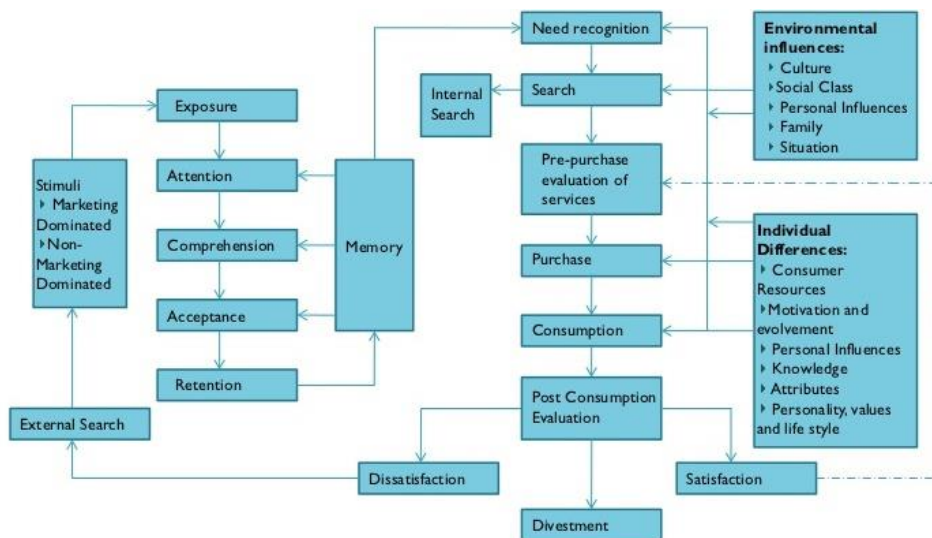 Need recognition
Search
Internal
Search
Pre-purchase
evaluation of
services
Purchase
Consumption
Post Consumption
Evaluation
Dissatisfaction
Satisfaction
Divestment
Exposure
Attention
Comprehension
Acceptance
Retention
Memory
Stimuli
Marketing
Dominated
Non-
Marketing
Dominated
External Search
Environmental
influences:
Culture
Social Class
Personal Influences
Family
Situation
Individual
Differences:
Consumer
Resources
Motivation and
evolvement
Personal Influences
Knowledge
Attributes
Personality, values
and life style